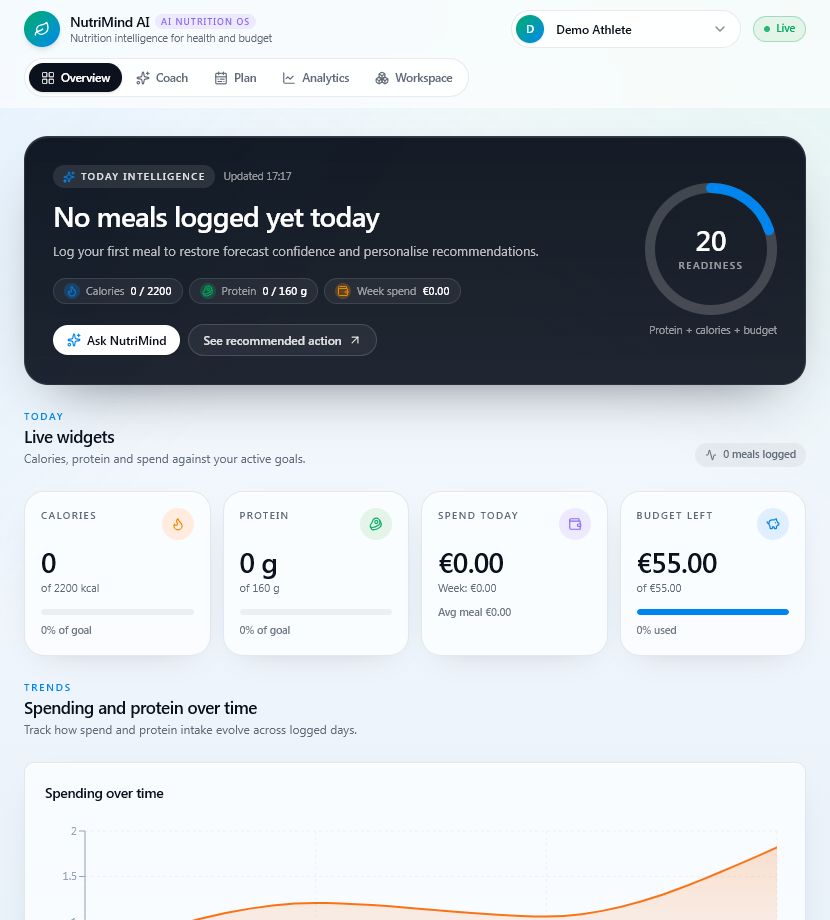 NutriMind AI AI NUTRITION OS
Nutrition intelligence for health and budget
D Demo Athlete
Live
Overview Coach Plan Analytics Workspace
TODAY INTELLIGENCE Updated 17:17
No meals logged yet today
Log your first meal to restore forecast confidence and personalise recommendations.
Calories 0 / 2200 Protein 0 / 160 g Week spend €0.00
Ask NutriMind See recommended action
20
READINESS
Protein + calories + budget
TODAY
Live widgets
Calories, protein and spend against your active goals.
0 meals logged
CALORIES
0
of 2200 kcal
0% of goal
PROTEIN
0 g
of 160 g
0% of goal
SPEND TODAY
€0.00
Week: €0.00
Avg meal €0.00
BUDGET LEFT
€55.00
of €55.00
0% used
TRENDS
Spending and protein over time
Track how spend and protein intake evolve across logged days.
Spending over time
2
1.5